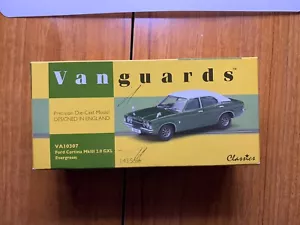 Vanguards
Precision Die-Cast Model
DESIGNED IN ENGLAND
VA10307
Ford Cortina MkIII 2.0 GXL
Evergreen
Classics